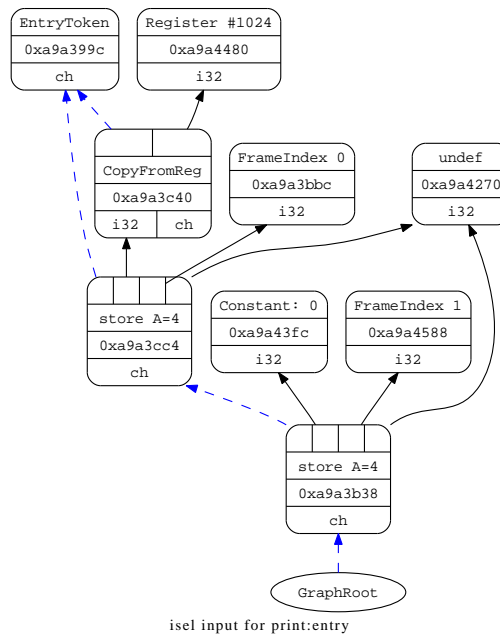 EntryToken
0xa9a399c
ch
Register #1024
0xa9a4480
i32
CopyFromReg
0xa9a3c40
i32 ch
FrameIndex 0
0xa9a3bbc
i32
undef
0xa9a4270
i32
store A=4
0xa9a3cc4
ch
Constant: 0
0xa9a43fc
i32
FrameIndex 1
0xa9a4588
i32
store A=4
0xa9a3b38
ch
GraphRoot
isel input for print:entry